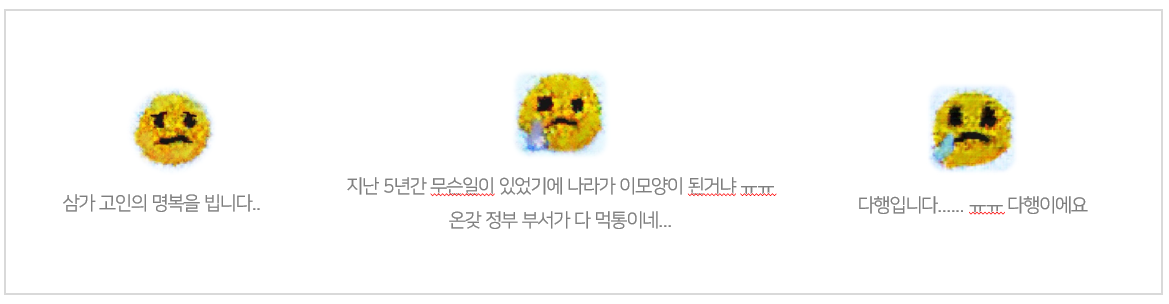 삼가 고인의 명복을 빕니다..
지난 5년간 무슨일이 있었기에 나라가 이모양이 된거냐 ㅠㅠ
온갖 정부 부서가 다 먹통이네...
다행입니다...... ㅠㅠ 다행이에요